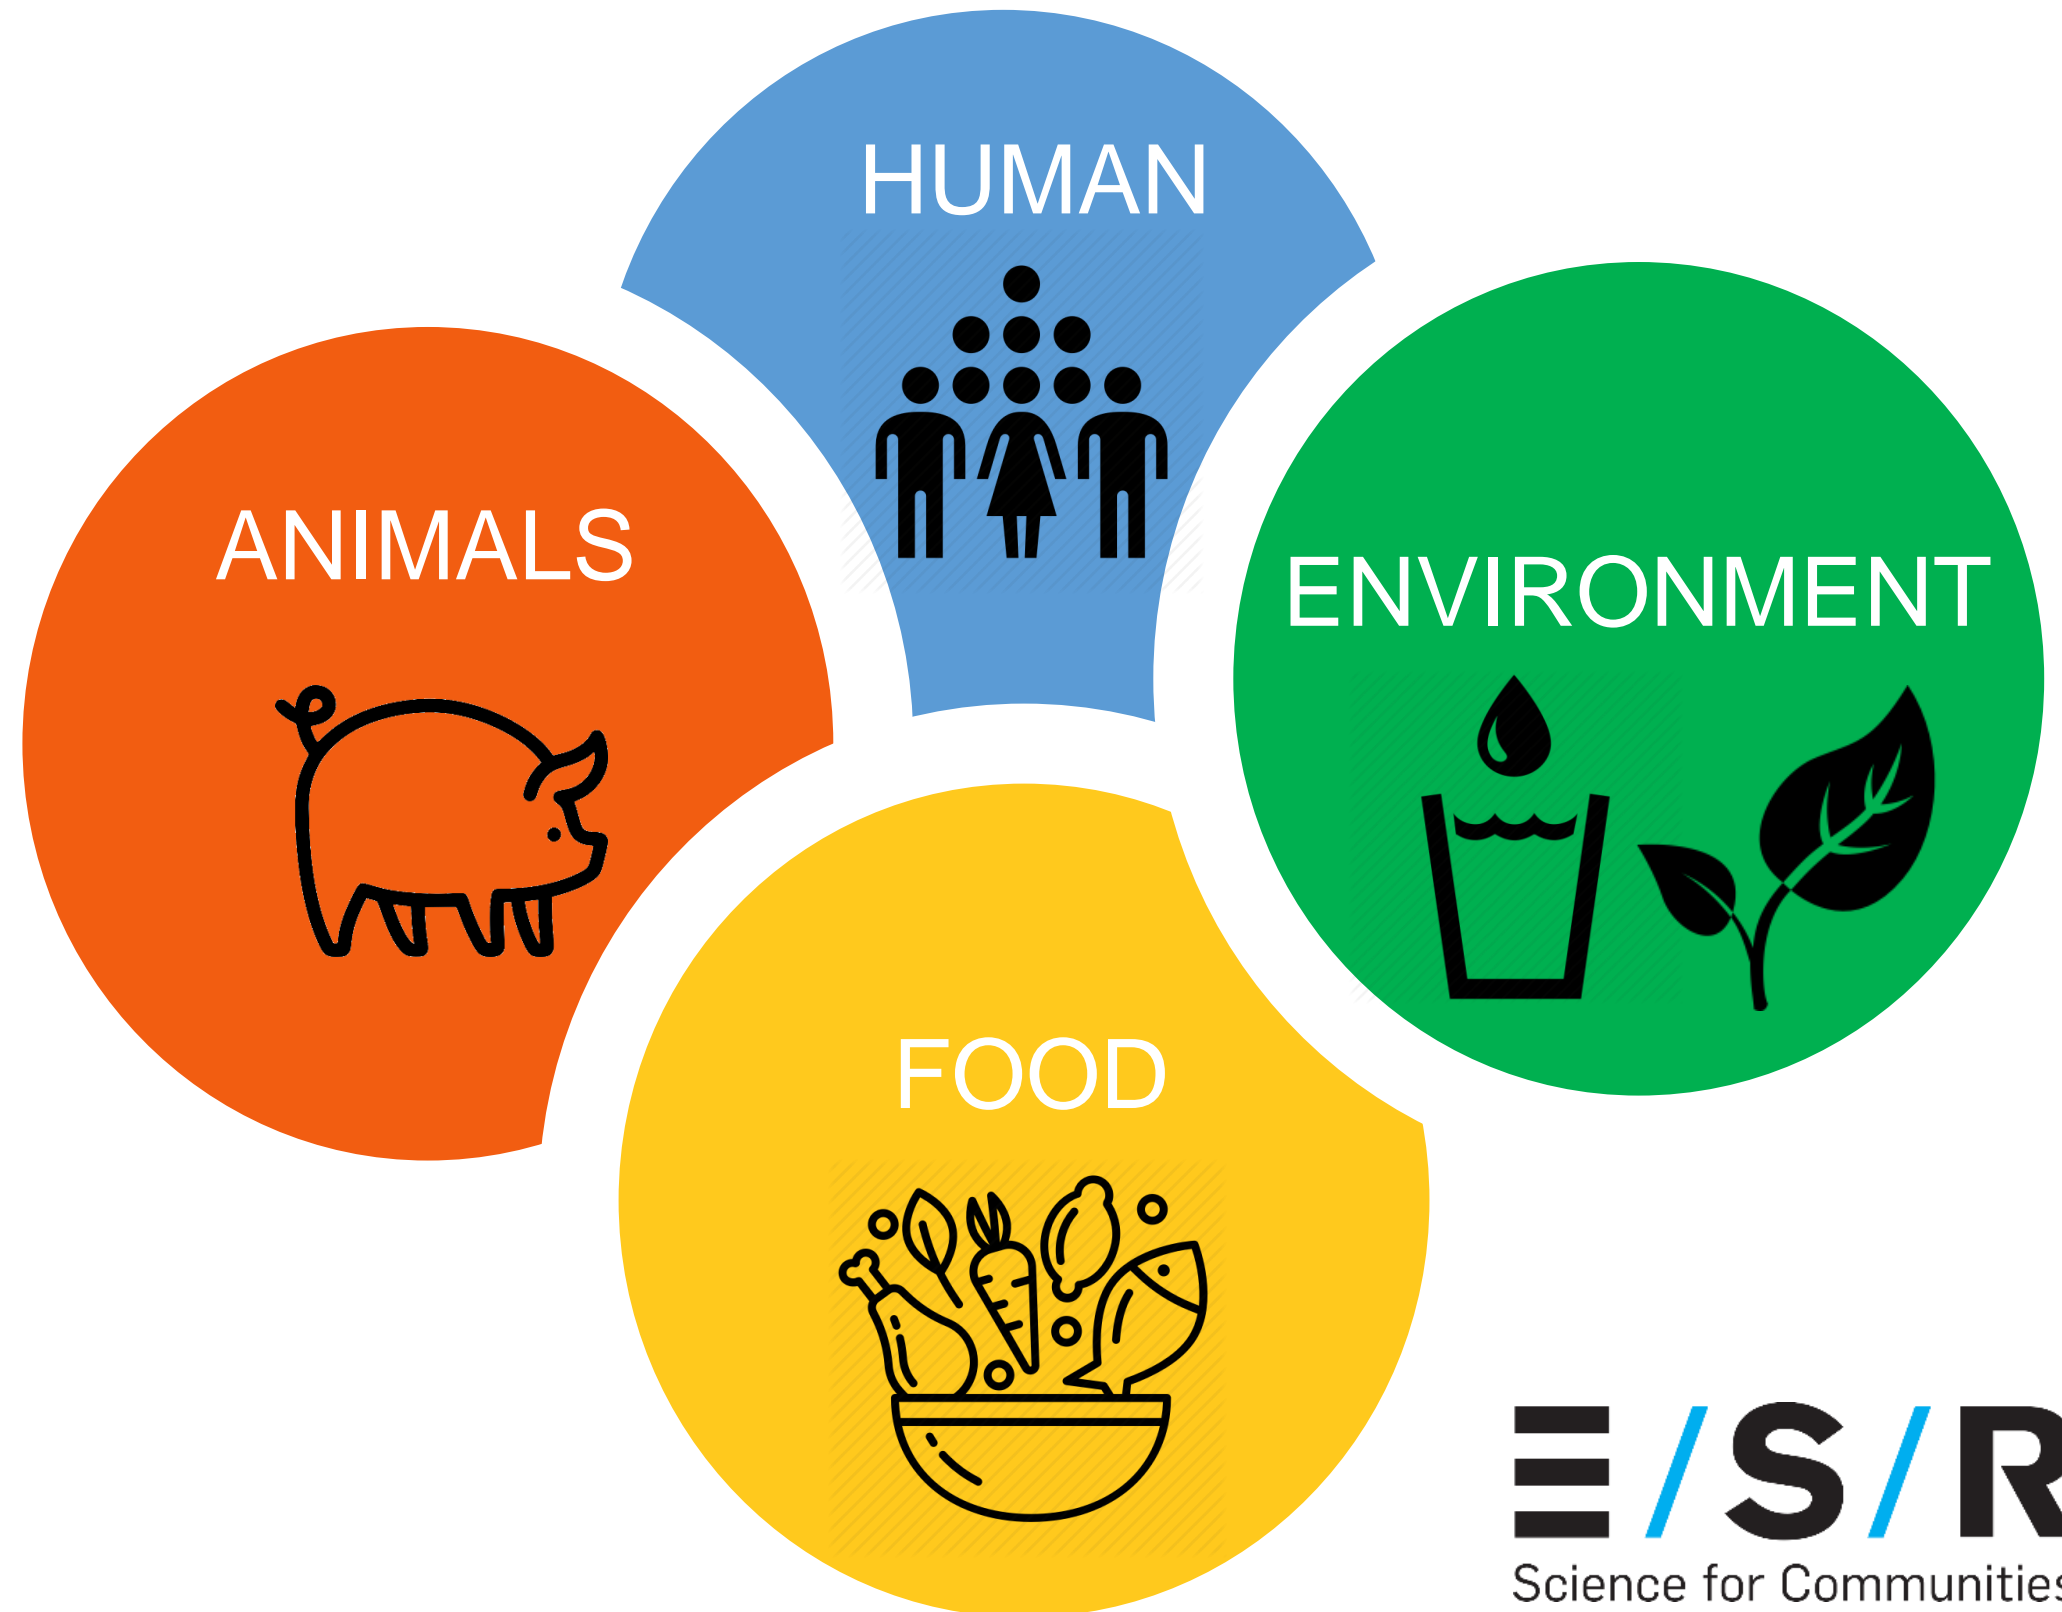 HUMAN
ANIMALS
ENVIRONMENT
FOOD
E/S/R
Science for Communities